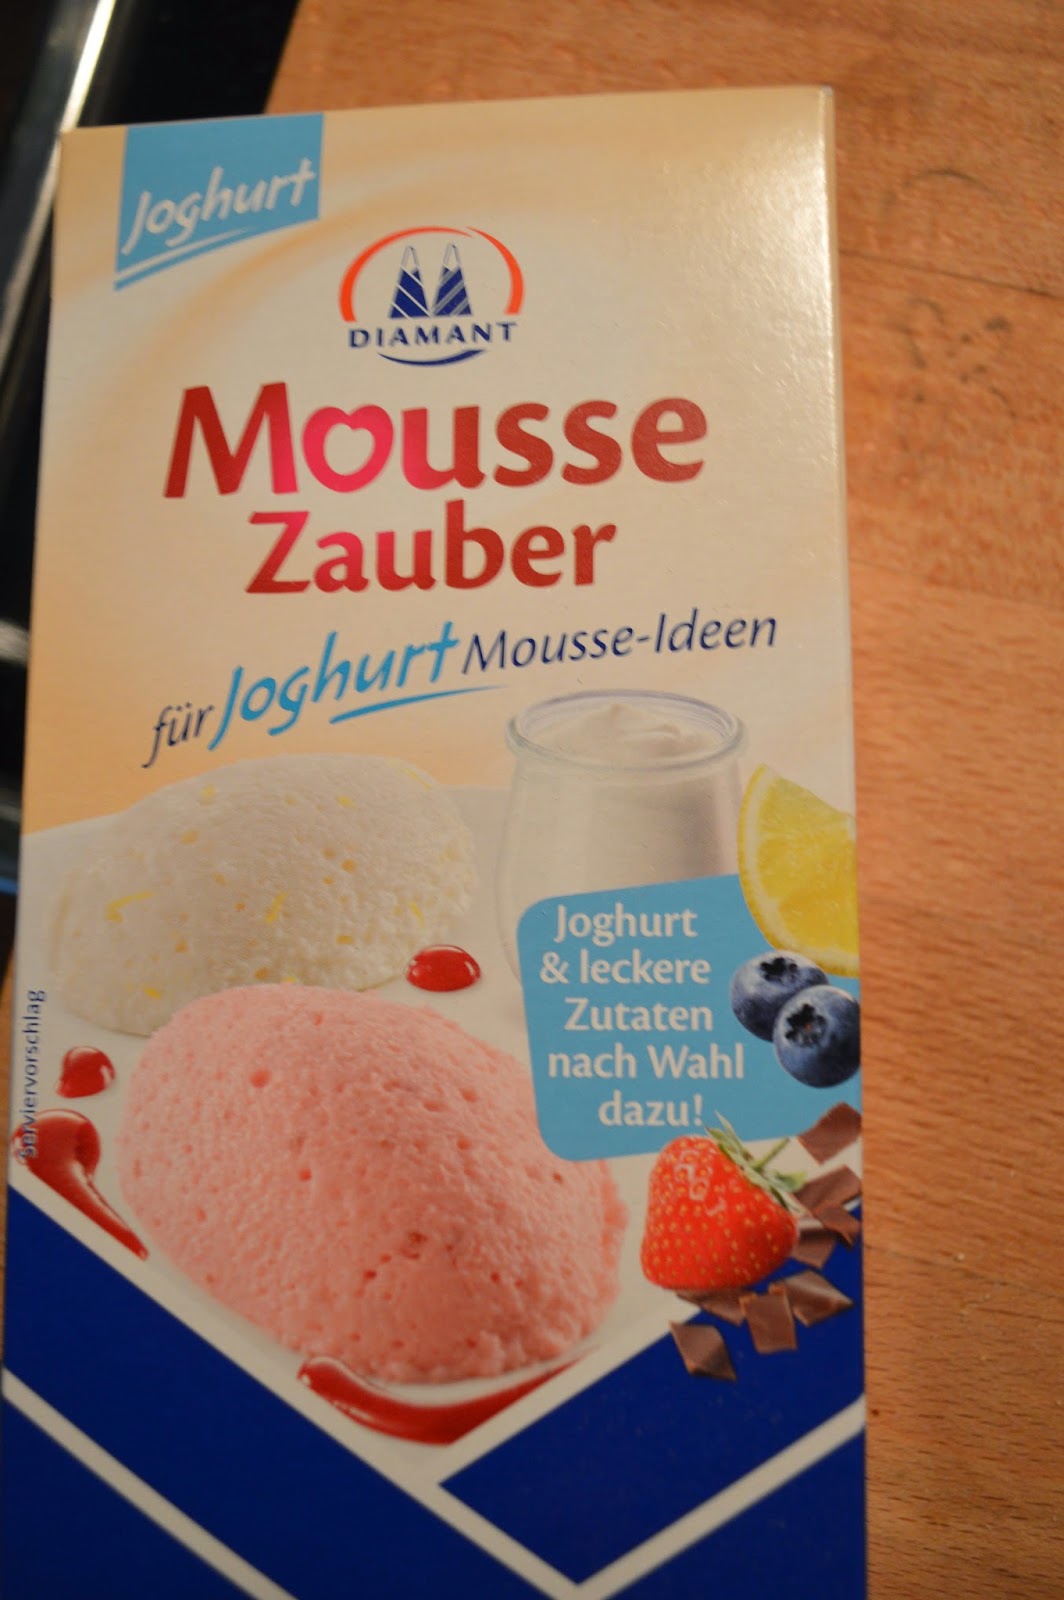 Joghurt
DIAMANT
Mousse
Zauber
für Joghurt Mousse-Ideen
Joghurt
& leckere
Zutaten
nach Wahl
dazu!
Serviervorschlag